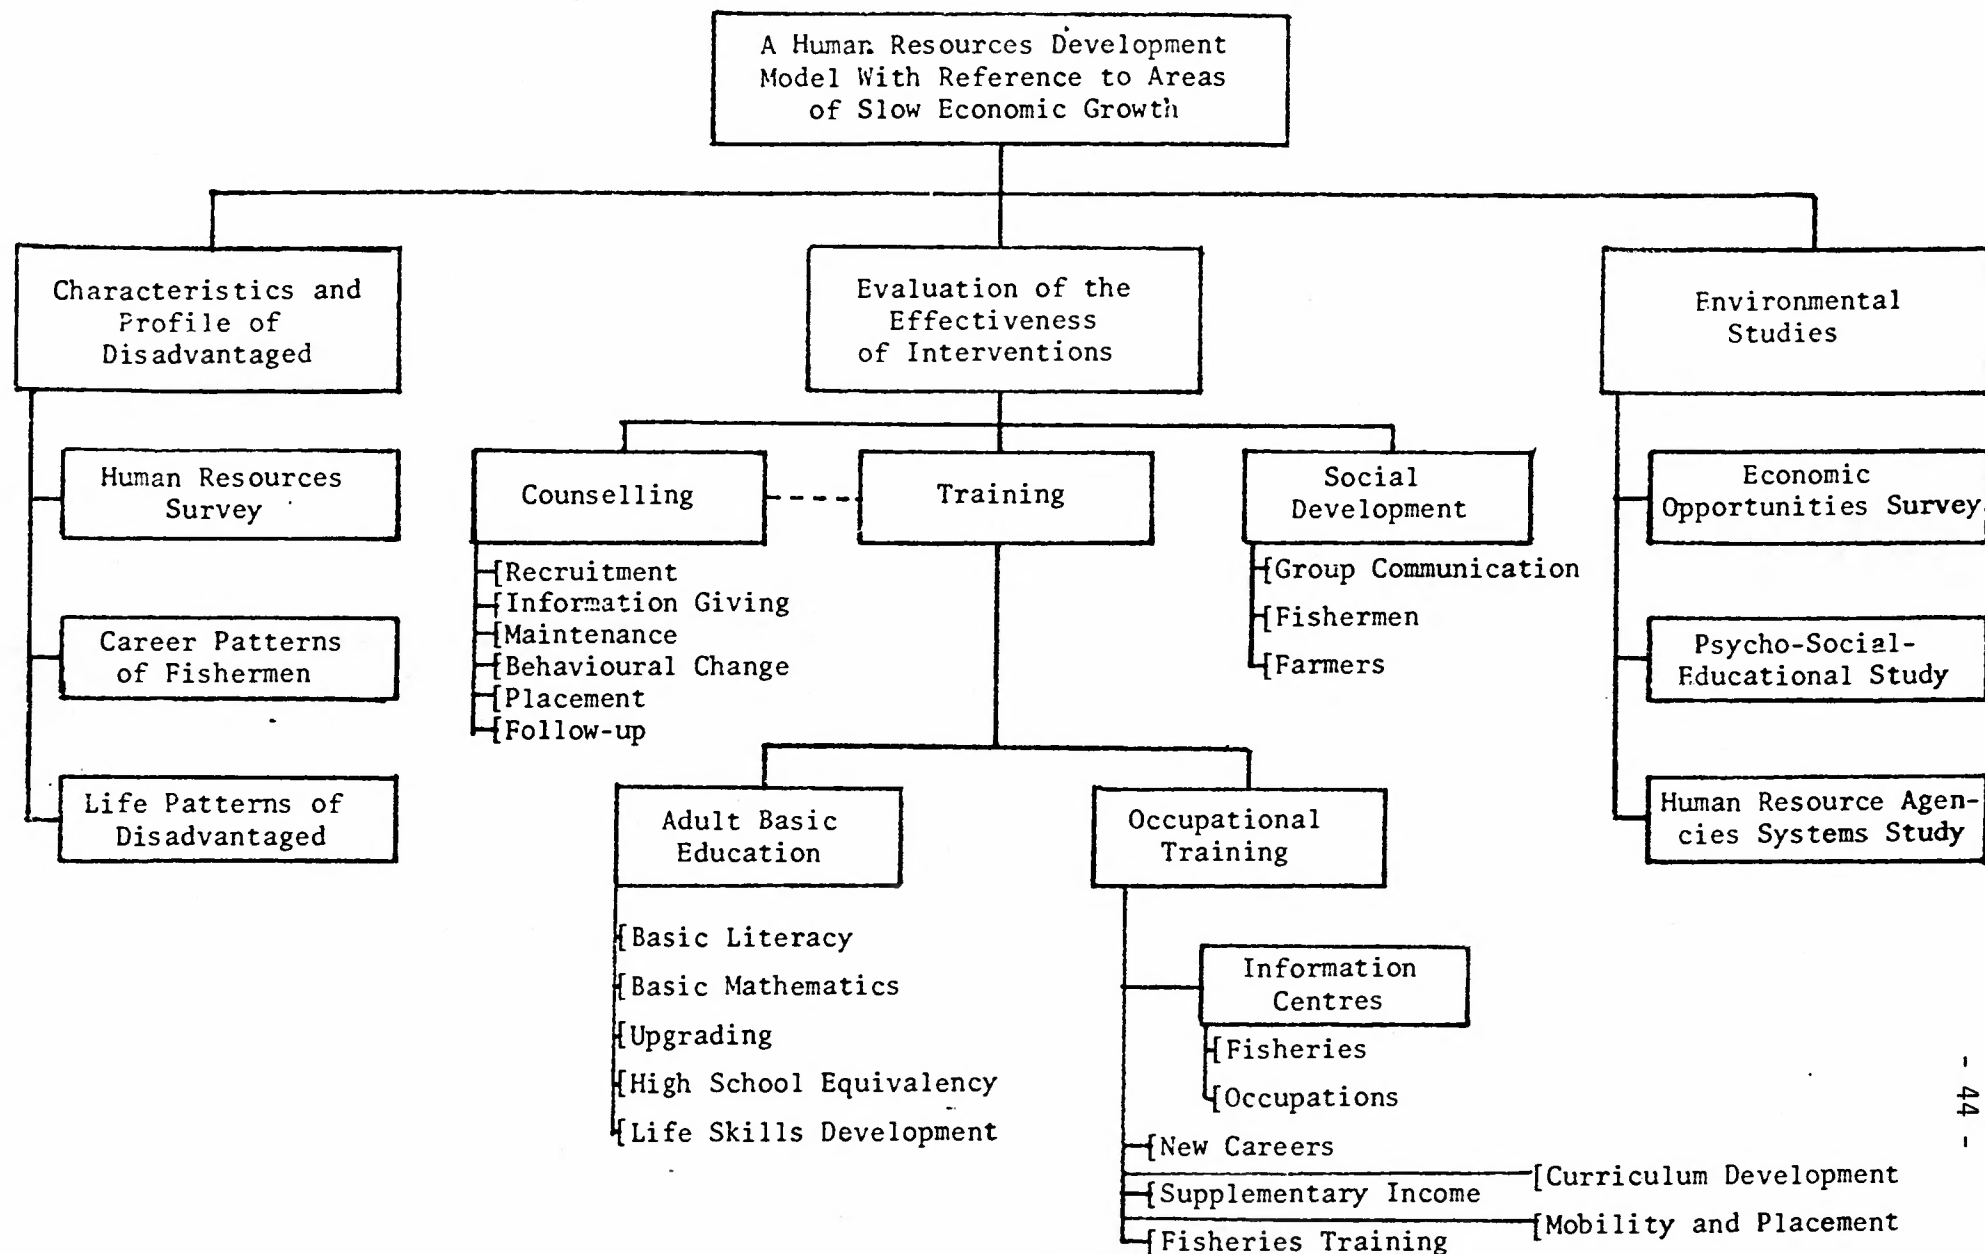 A Human Resources Development
Model With Reference to Areas
of Slow Economic Growth
Characteristics and
Profile of
Disadvantaged
Evaluation of the
Effectiveness
of Interventions
Environmental
Studies
Human Resources
Survey
Career Patterns
of Fishermen
Life Patterns of
Disadvantaged
Counselling
[Recruitment
[Information Giving
[Maintenance
[Behavioural Change
[Placement
[Follow-up
Training
Social
Development
[Group Communication
[Fishermen
[Farmers
Economic
Opportunities Survey
Psycho-Social-
Educational Study
Human Resource Agen-
cies Systems Study
Adult Basic
Education
[Basic Literacy
[Basic Mathematics
[Upgrading
[High School Equivalency
[Life Skills Development
Occupational
Training
Information
Centres
[Fisheries
[Occupations
[New Careers
[Curriculum Development
[Supplementary Income
[Mobility and Placement
[Fisheries Training
- 44 -